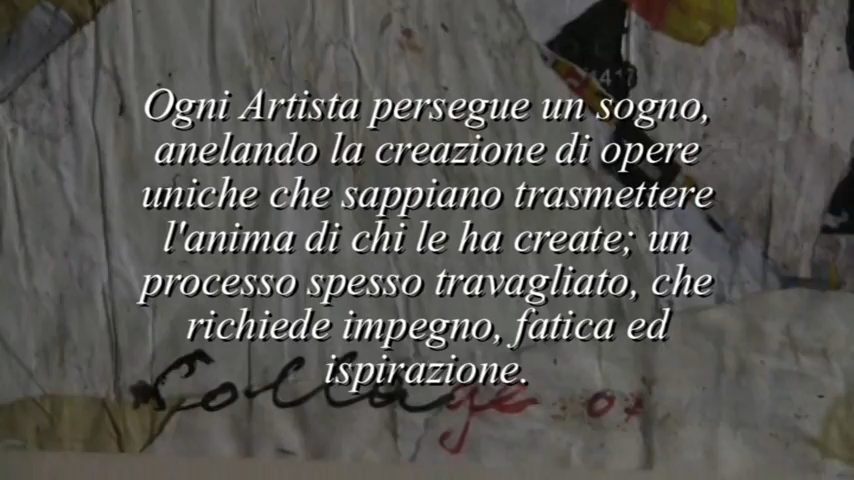 Ogni Artista persegue un sogno,
anelando la creazione di opere
uniche che sappiano trasmettere
l'anima di chi le ha create; un
processo spesso travagliato, che
richiede impegno, fatica ed
ispirazione.
Collage